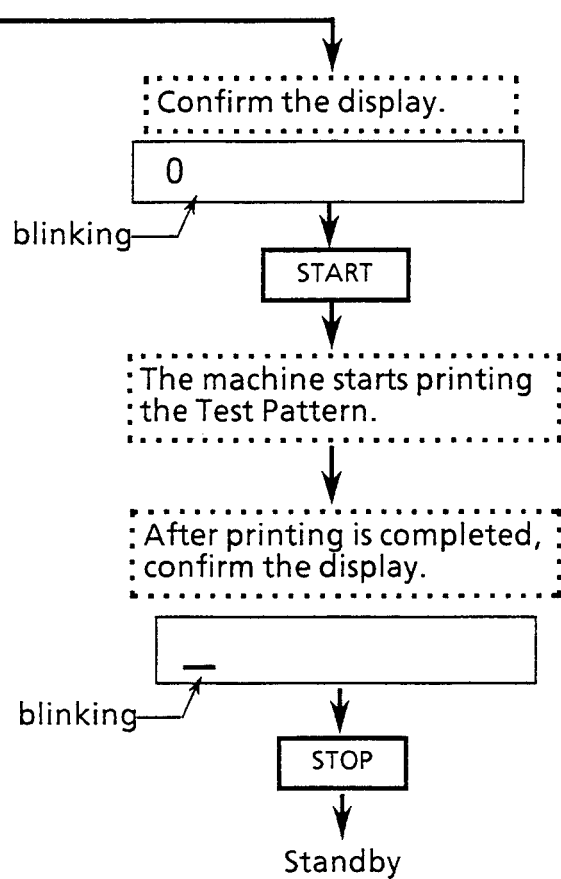 Confirm the display.
0
blinking
START
The machine starts printing
the Test Pattern.
After printing is completed,
confirm the display.
_
blinking
STOP
Standby